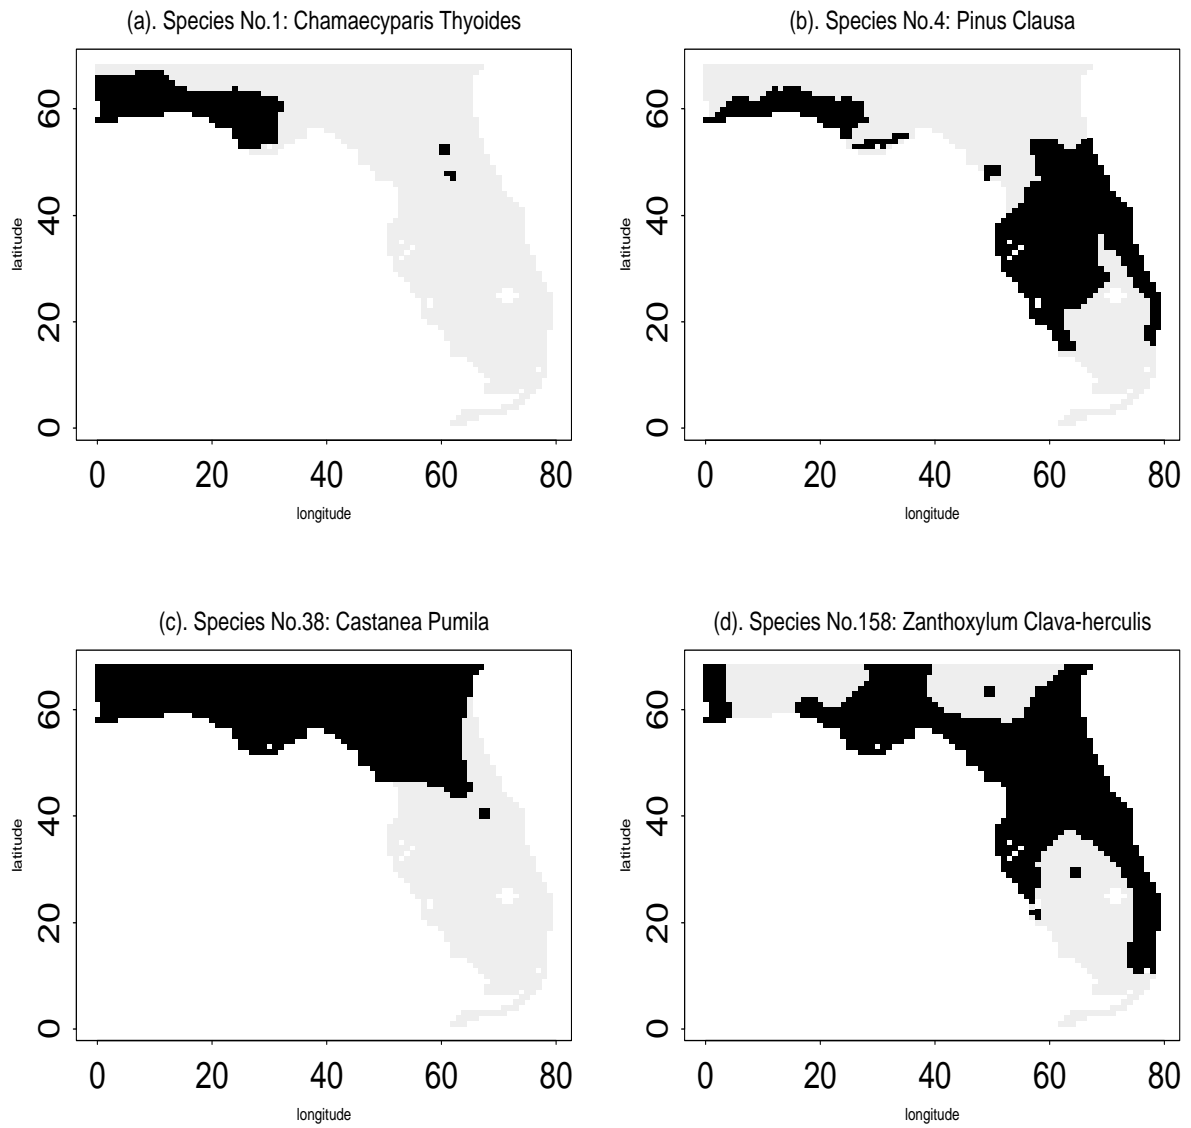 (a). Species No.1: Chamaecyparis Thyoides
latitude
0 20 40 60
0 20 40 60 80
longitude
(b). Species No.4: Pinus Clausa
latitude
0 20 40 60
0 20 40 60 80
longitude
(c). Species No.38: Castanea Pumila
latitude
0 20 40 60
0 20 40 60 80
longitude
(d). Species No.158: Zanthoxylum Clava-herculis
latitude
0 20 40 60
0 20 40 60 80
longitude